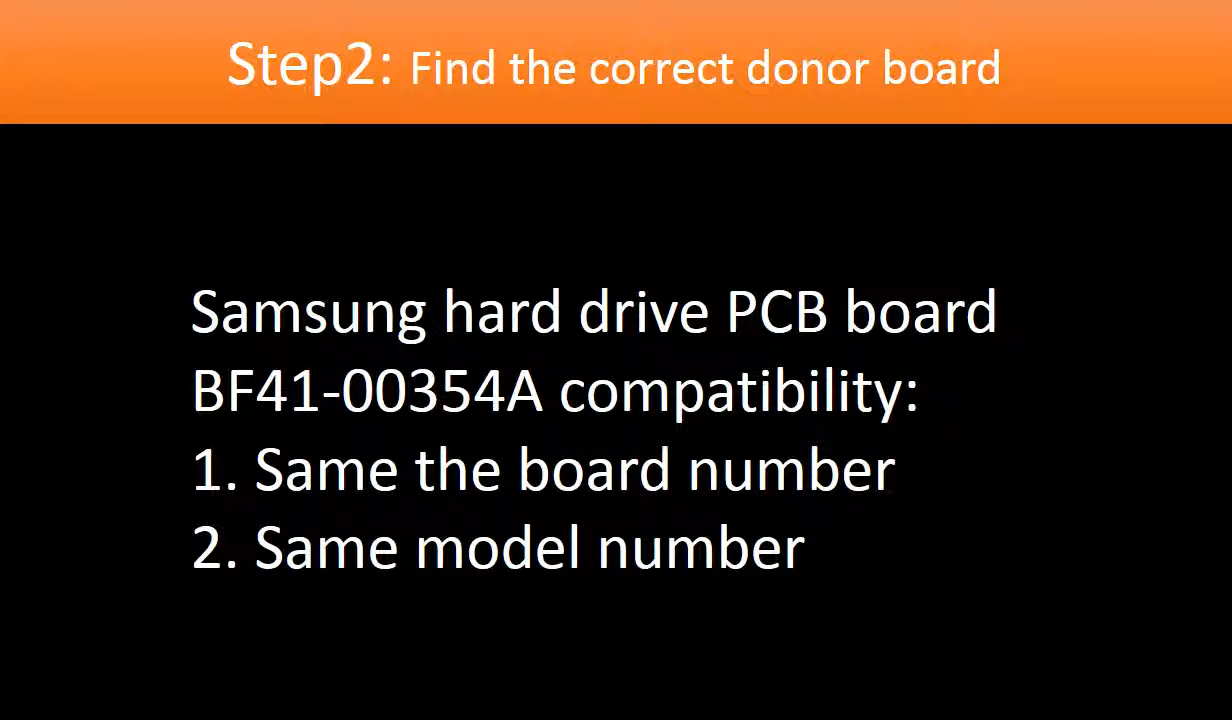 Step2: Find the correct donor board
Samsung hard drive PCB board
BF41-00354A compatibility:
1. Same the board number
2. Same model number